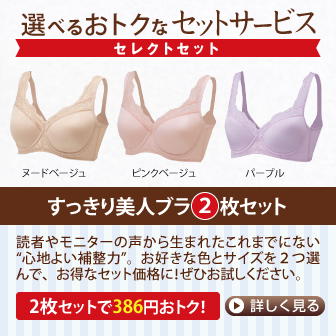 選べるおトクなセットサービス
セレクトセット
ヌードベージュ
ピンクベージュ
パープル
すっきり美人ブラ2枚セット
読者やモニターの声から生まれたこれまでにない
“心地よい補整力”。お好きな色とサイズを2つ選
んで、お得なセット価格に!ぜひお試しください。
2枚セットで386円おトク!
詳しく見る